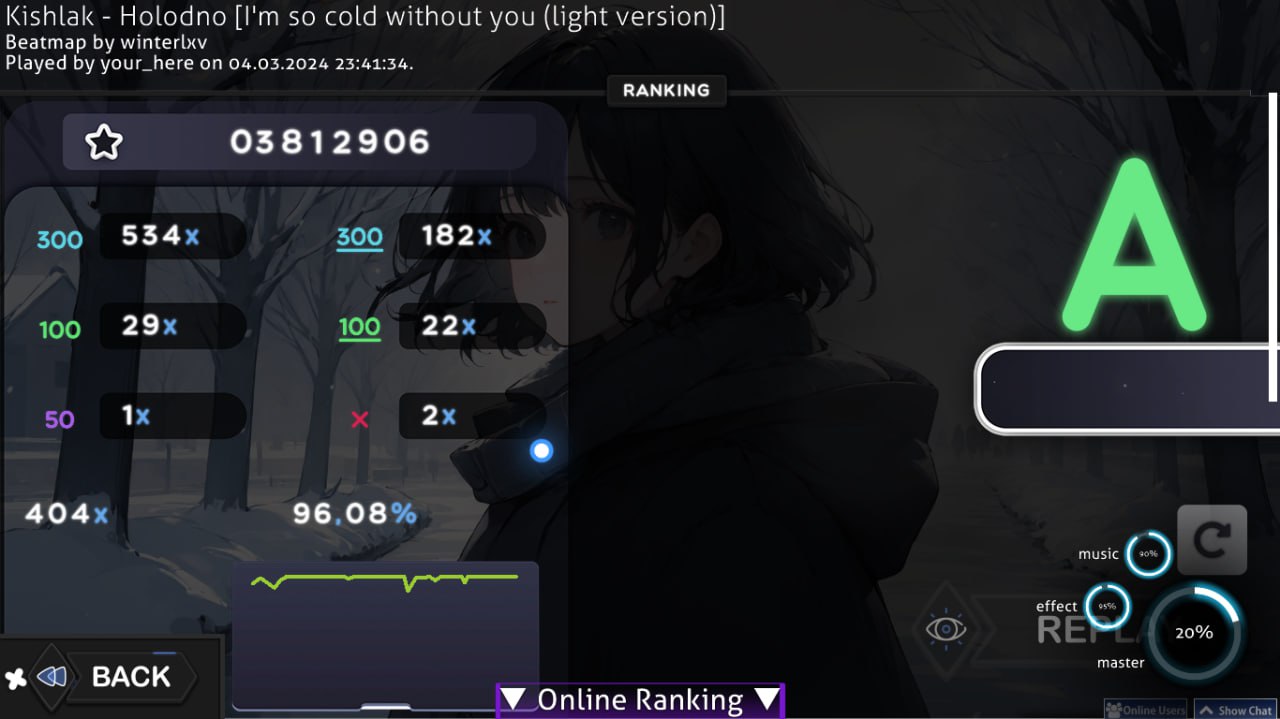 Kishlak - Holodno [I'm so cold without you (light version)]
Beatmap by winterlxv
Played by your_here on 04.03.2024 23:41:34.
RANKING
03812906
300 534x 300 182x
100 29x 100 22x
50 1x 2x
404x 96.08%
A
music 90%
effect 95%
REPLA
20%
master
BACK
Online Ranking
Online Users
Show Chat